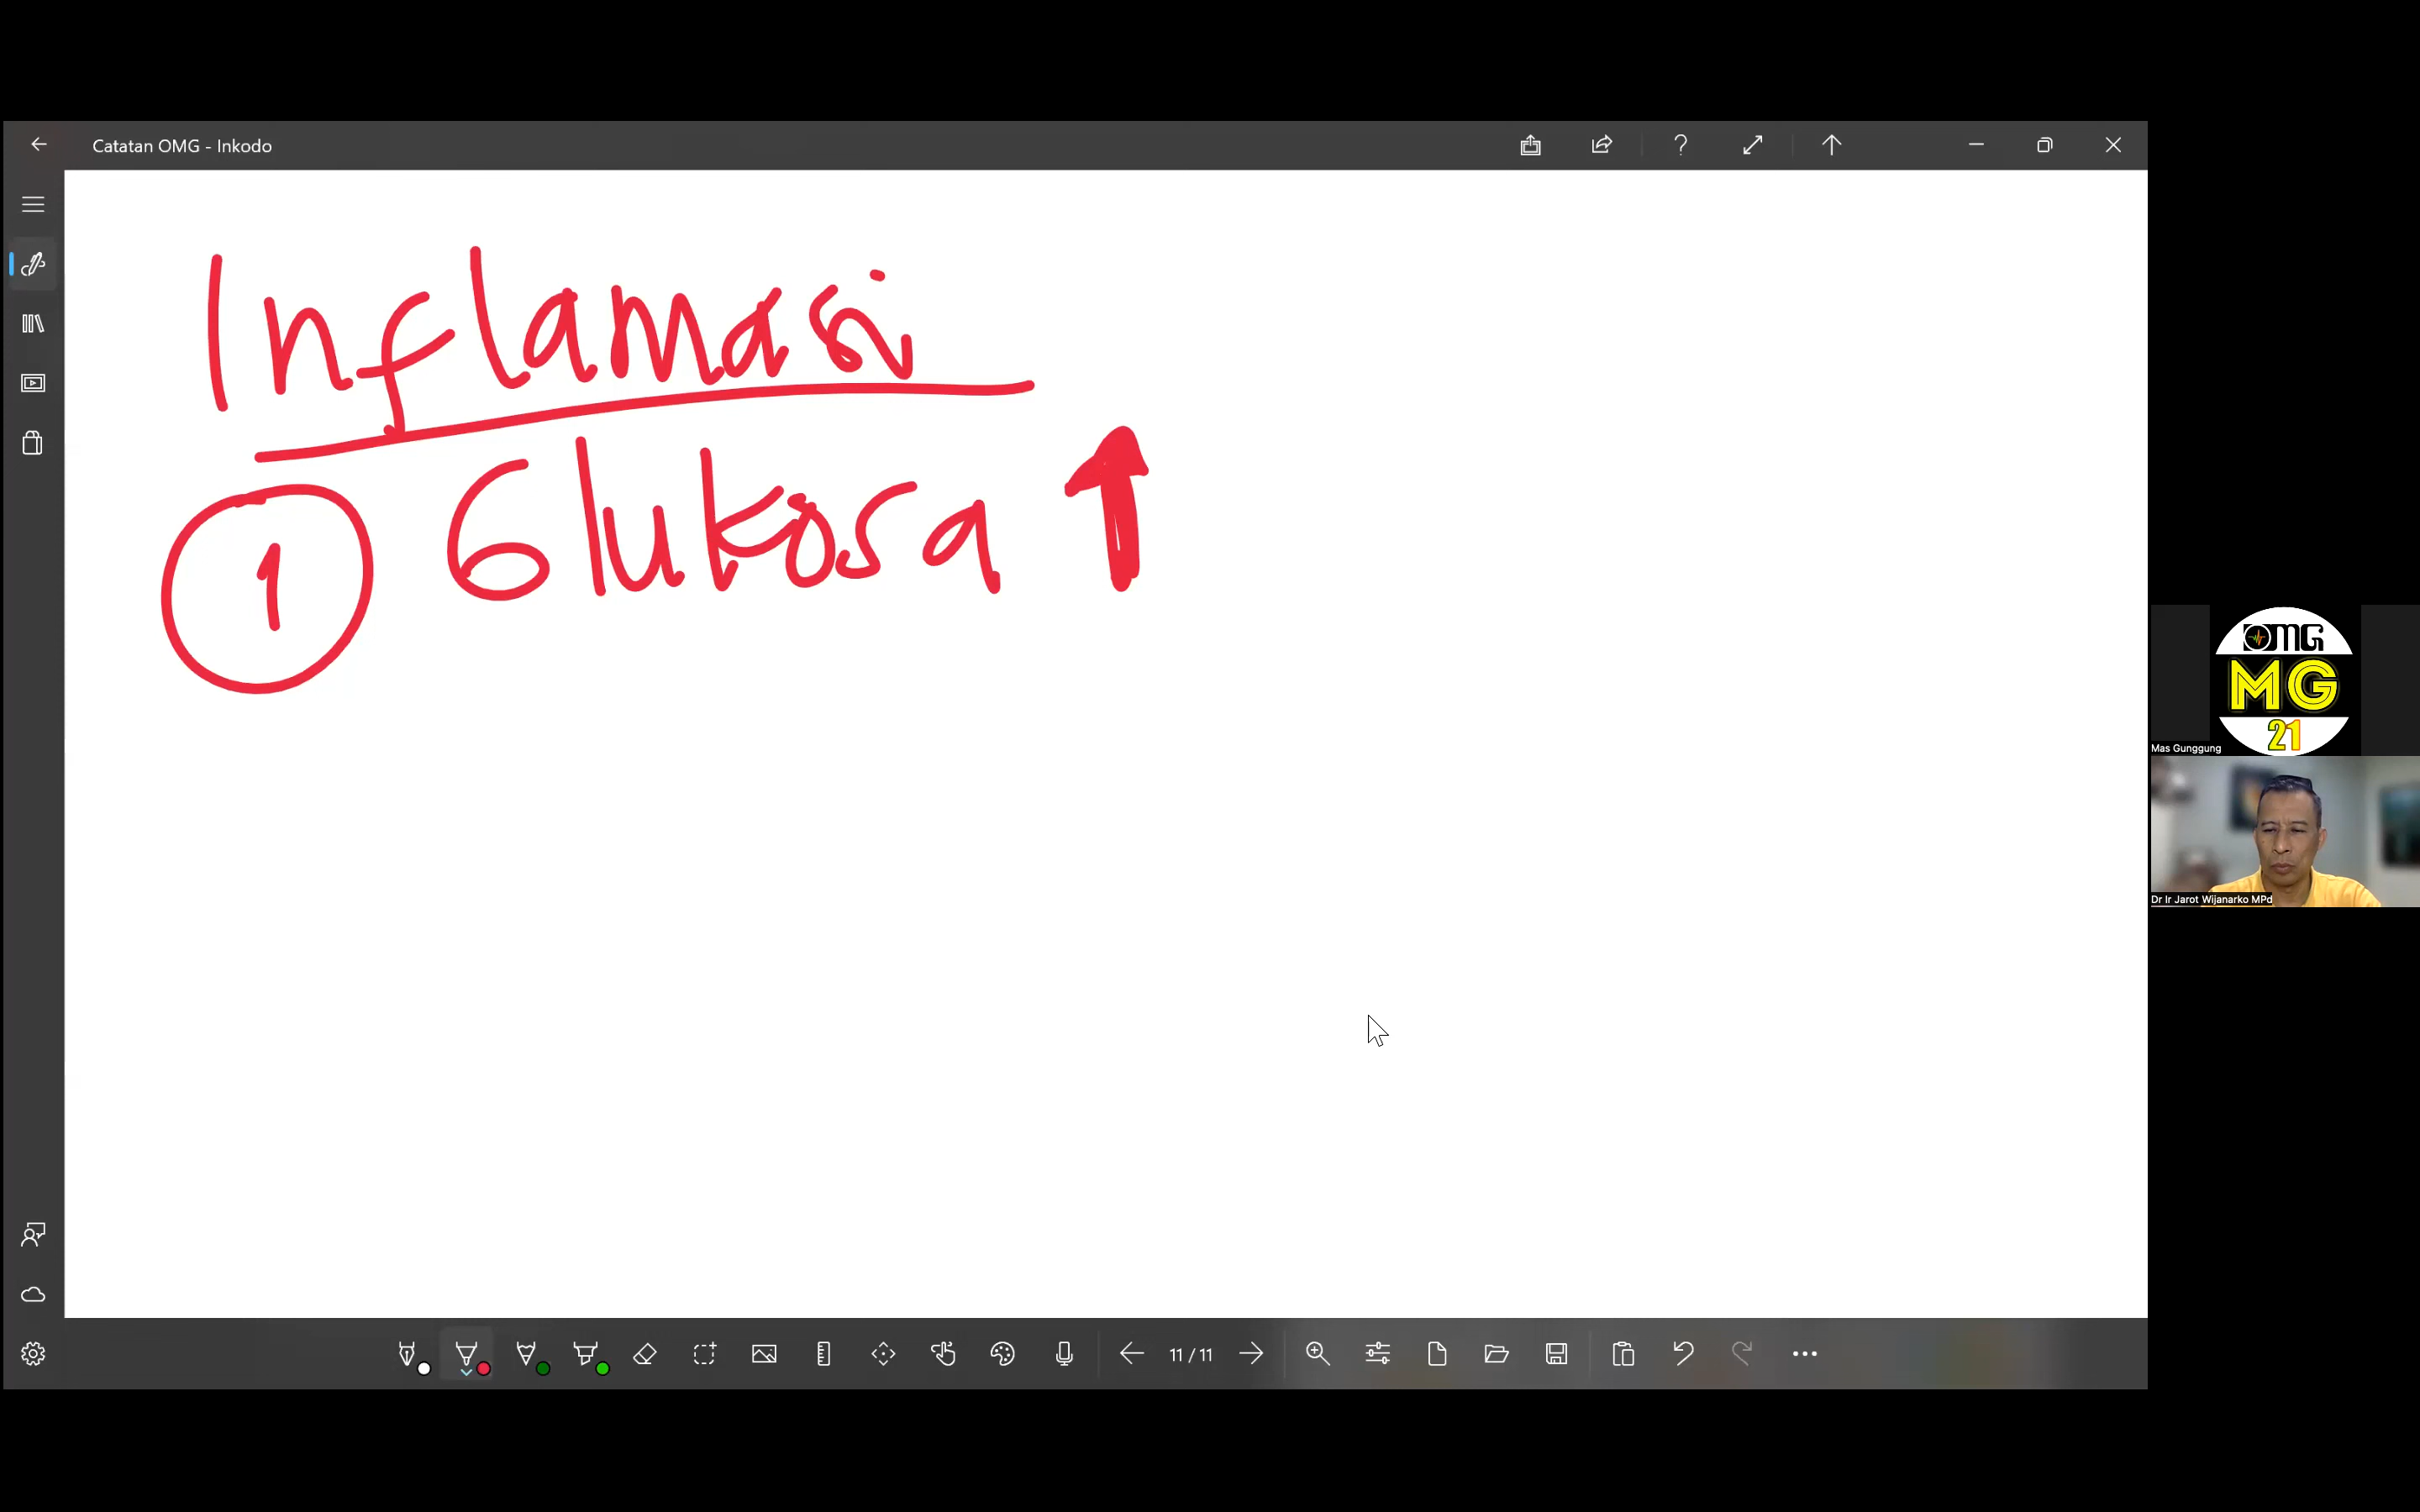 Catatan OMG - Inkodo
Inflamasi
1 Glukosa ↑
OMG
MG
21
Mas Gunggung
Dr Ir Jarot Wijanarko MPd
11 / 11